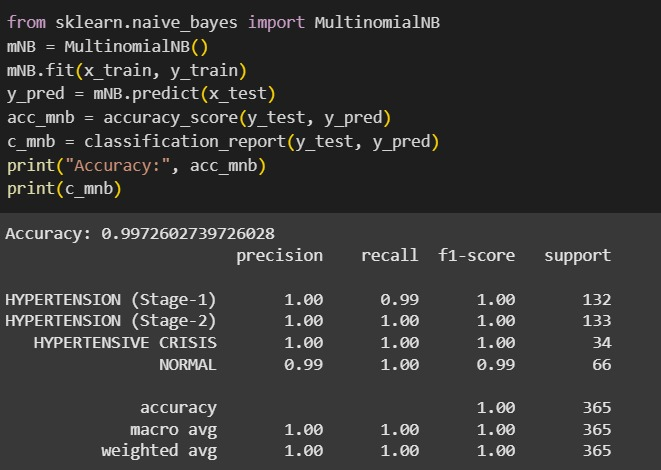 from sklearn.naive_bayes import MultinomialNB
mNB = MultinomialNB()
mNB.fit(x_train, y_train)
y_pred = mNB.predict(x_test)
acc_mnb = accuracy_score(y_test, y_pred)
c_mnb = classification_report(y_test, y_pred)
print("Accuracy:", acc_mnb)
print(c_mnb)
Accuracy: 0.9972602739726028
precision recall f1-score support
HYPERTENSION (Stage-1) 1.00 0.99 1.00 132
HYPERTENSION (Stage-2) 1.00 1.00 1.00 133
HYPERTENSIVE CRISIS 1.00 1.00 1.00 34
NORMAL 0.99 1.00 0.99 66
accuracy 1.00 365
macro avg 1.00 1.00 1.00 365
weighted avg 1.00 1.00 1.00 365